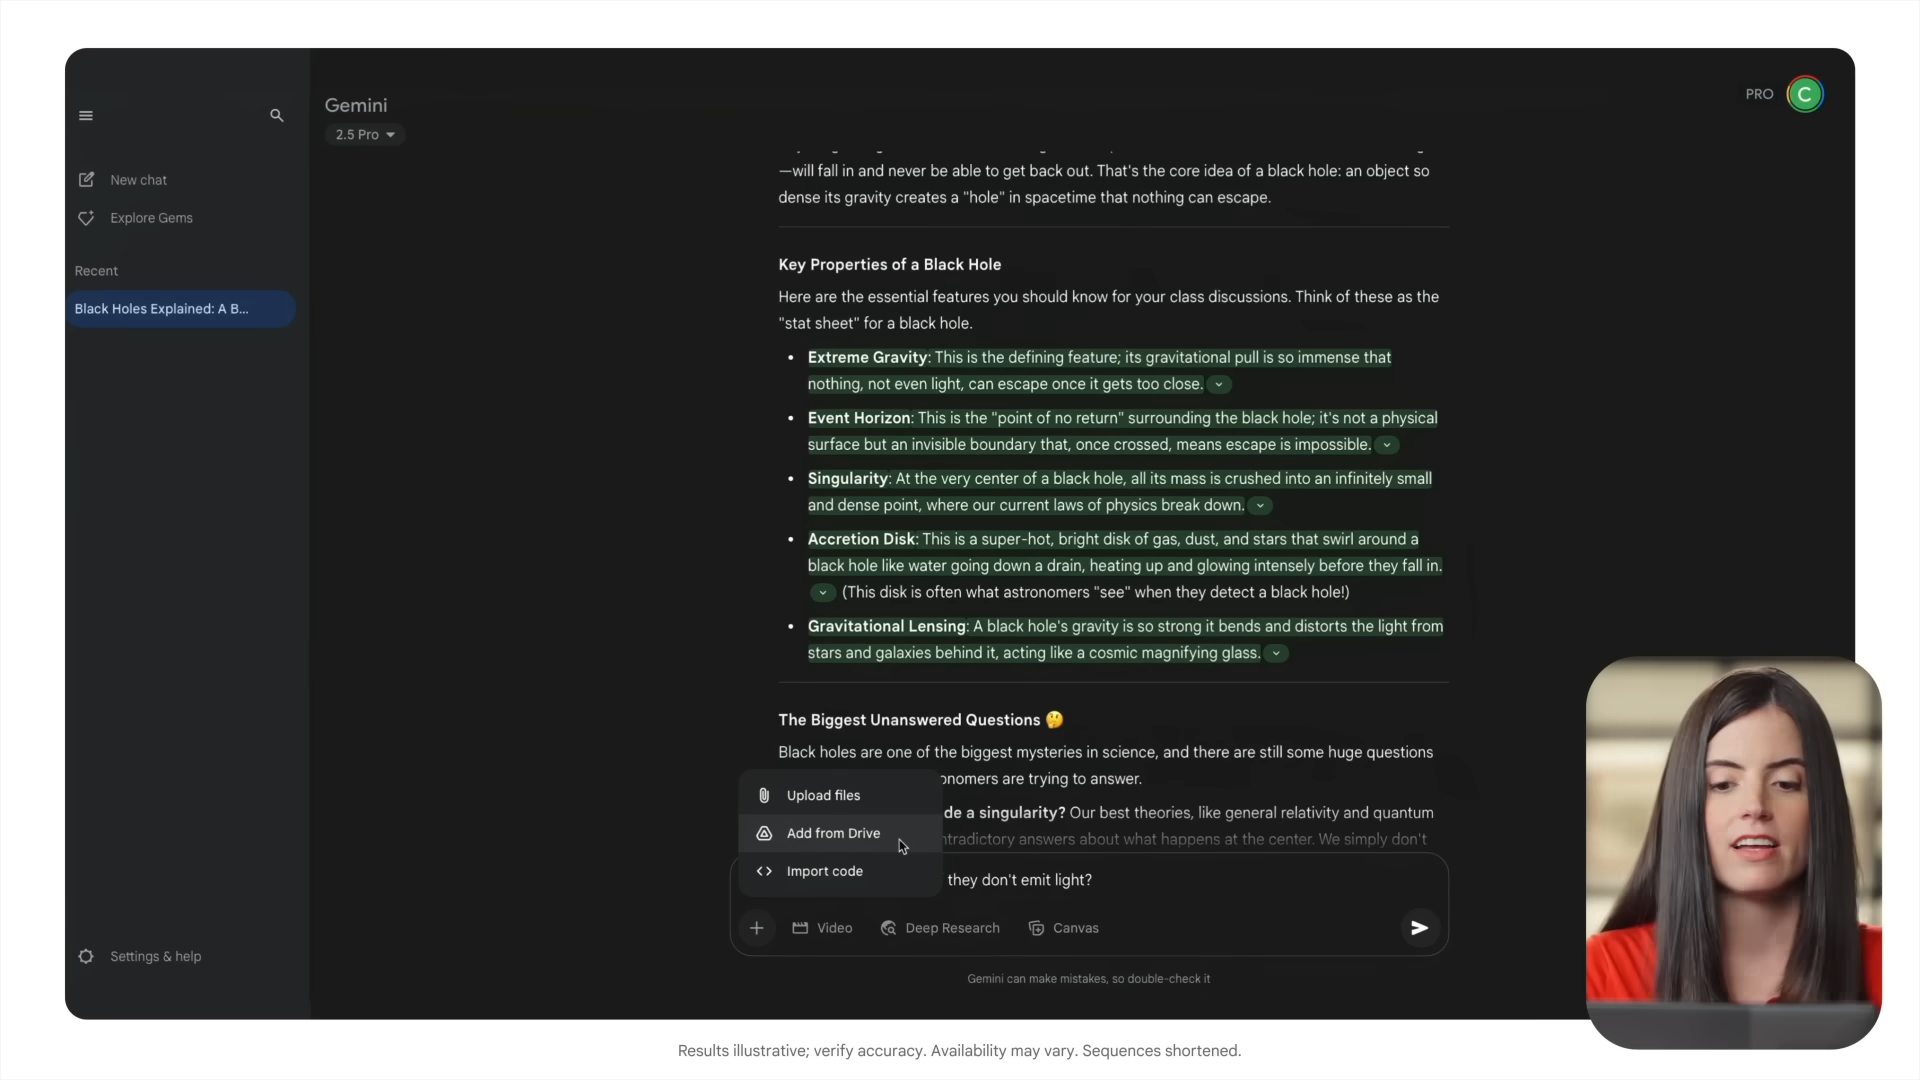 Gemini
PRO
C
2.5 Pro
New chat
Explore Gems
Recent
Black Holes Explained: A B...
Settings & help
—will fall in and never be able to get back out. That's the core idea of a black hole: an object so
dense its gravity creates a "hole" in spacetime that nothing can escape.
Key Properties of a Black Hole
Here are the essential features you should know for your class discussions. Think of these as the
"stat sheet" for a black hole.
• Extreme Gravity: This is the defining feature; its gravitational pull is so immense that
nothing, not even light, can escape once it gets too close.
• Event Horizon: This is the "point of no return" surrounding the black hole; it's not a physical
surface but an invisible boundary that, once crossed, means escape is impossible.
• Singularity: At the very center of a black hole, all its mass is crushed into an infinitely small
and dense point, where our current laws of physics break down.
• Accretion Disk: This is a super-hot, bright disk of gas, dust, and stars that swirl around a
black hole like water going down a drain, heating up and glowing intensely before they fall in.
(This disk is often what astronomers "see" when they detect a black hole!)
• Gravitational Lensing: A black hole's gravity is so strong it bends and distorts the light from
stars and galaxies behind it, acting like a cosmic magnifying glass.
The Biggest Unanswered Questions 🤔
Black holes are one of the biggest mysteries in science, and there are still some huge questions
onomers are trying to answer.
de a singularity? Our best theories, like general relativity and quantum
ntradictory answers about what happens at the center. We simply don't
Upload files
Add from Drive
Import code
they don't emit light?
Video
Deep Research
Canvas
Gemini can make mistakes, so double-check it
Results illustrative; verify accuracy. Availability may vary. Sequences shortened.